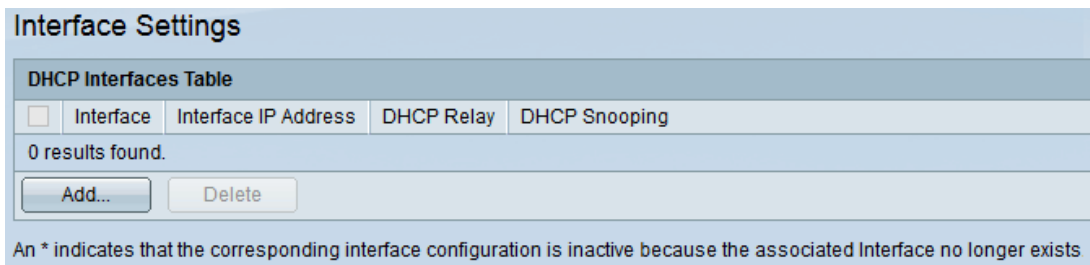 Interface Settings
DHCP Interfaces Table
Interface Interface IP Address DHCP Relay DHCP Snooping
0 results found.
Add... Delete
An * indicates that the corresponding interface configuration is inactive because the associated Interface no longer exists